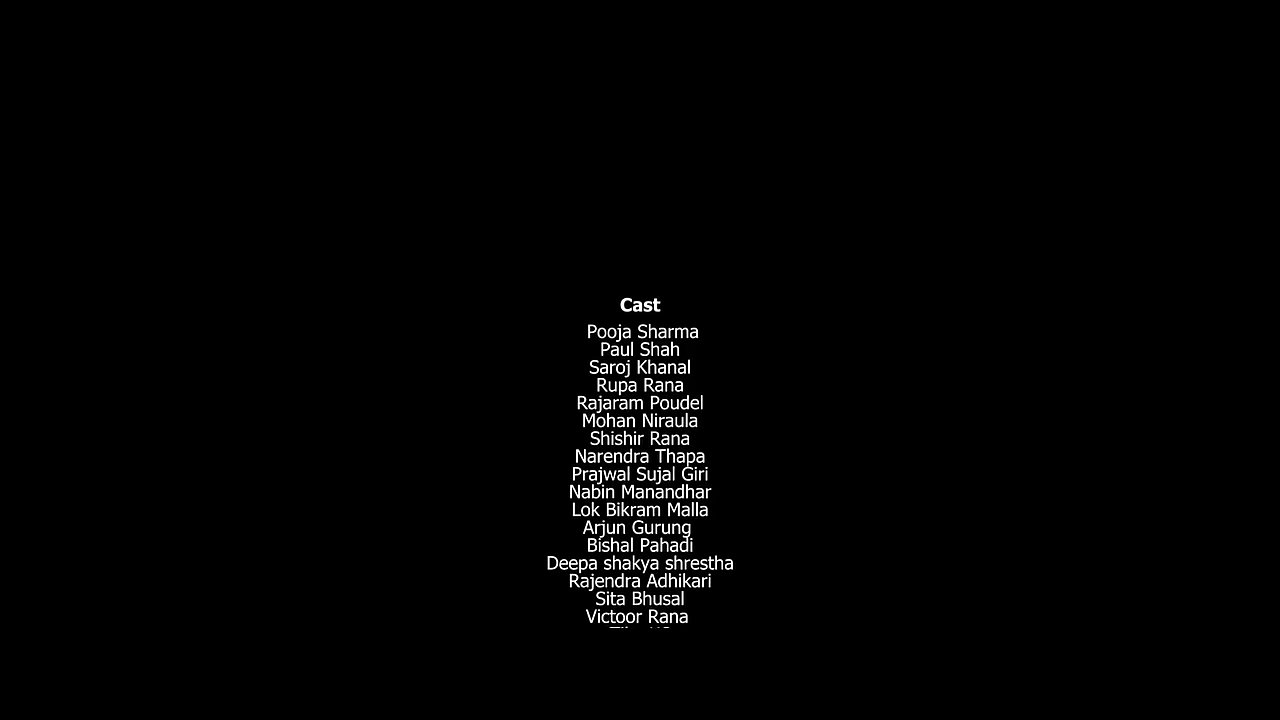 Cast
Pooja Sharma
Paul Shah
Saroj Khanal
Rupa Rana
Rajaram Poudel
Mohan Niraula
Shishir Rana
Narendra Thapa
Prajwal Sujal Giri
Nabin Manandhar
Lok Bikram Malla
Arjun Gurung
Bishal Pahadi
Deepa shakya shrestha
Rajendra Adhikari
Sita Bhusal
Victoor Rana